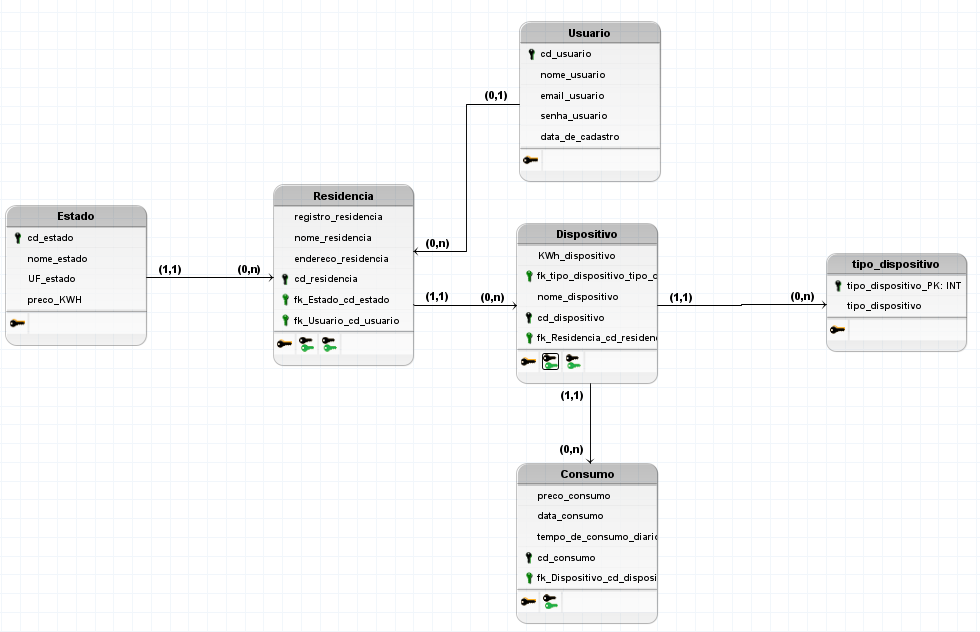 Usuario
cd_usuario
nome_usuario
email_usuario
senha_usuario
data_de_cadastro
(0,1)
(0,n)
Estado
cd_estado
nome_estado
UF_estado
preco_KWH
(1,1)
(0,n)
Residencia
registro_residencia
nome_residencia
endereco_residencia
cd_residencia
fk_Estado_cd_estado
fk_Usuario_cd_usuario
(1,1)
(0,n)
Dispositivo
KWh_dispositivo
fk_tipo_dispositivo_tipo_c
nome_dispositivo
cd_dispositivo
fk_Residencia_cd_residen
(1,1)
(0,n)
tipo_dispositivo
tipo_dispositivo_PK: INT
tipo_dispositivo
(1,1)
(0,n)
Consumo
preco_consumo
data_consumo
tempo_de_consumo_diario
cd_consumo
fk_Dispositivo_cd_disposi